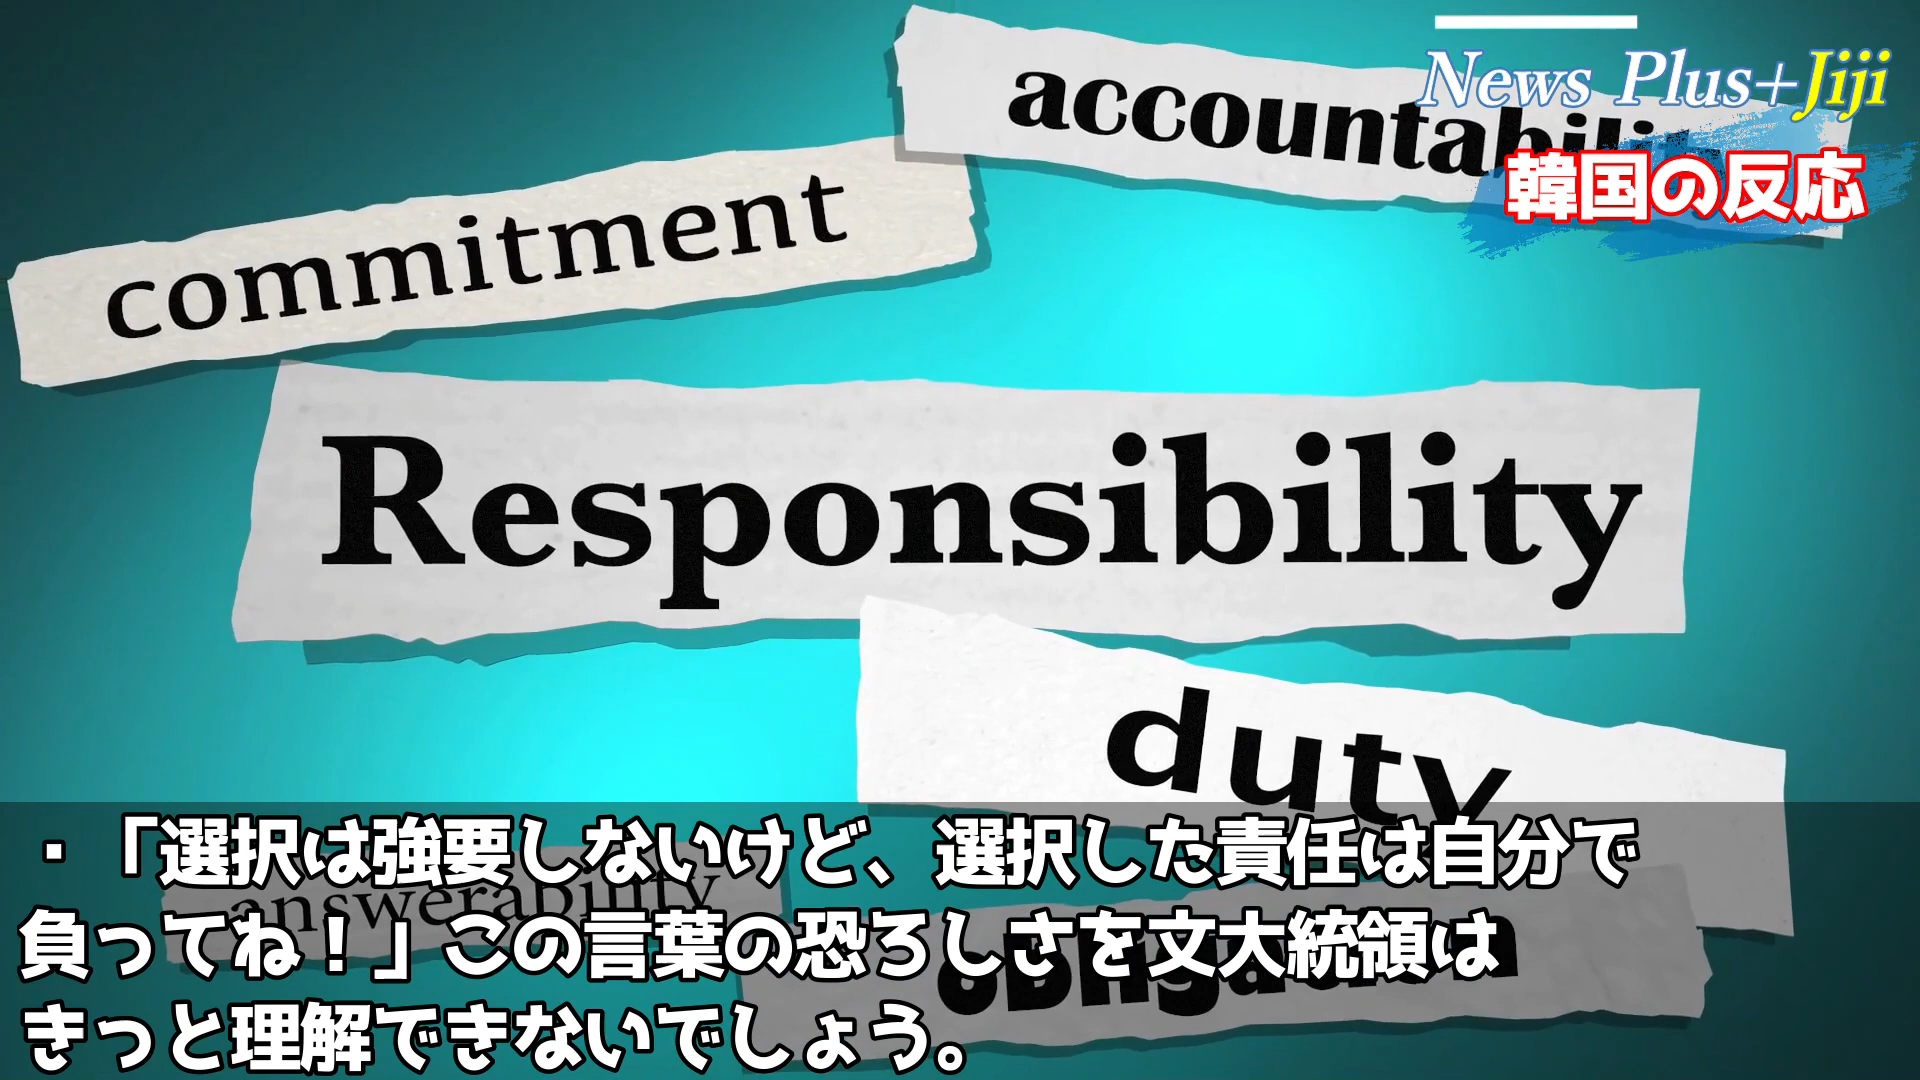 News Plus+Jiji
韓国の反応
commitment
Responsibility
duty
answerability
・「選択は強要しないけど、選択した責任は自分で
負ってね！」この言葉の恐ろしさを文大統領は
きっと理解できないでしょう。